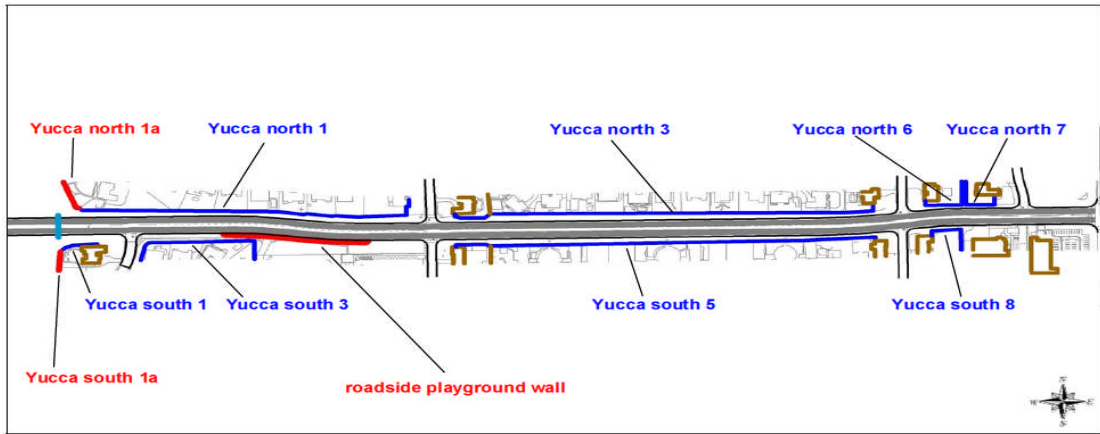 Yucca north 1a
Yucca north 1
Yucca north 3
Yucca north 6
Yucca north 7
Yucca south 1
Yucca south 3
Yucca south 5
Yucca south 8
Yucca south 1a
roadside playground wall
N
W
E
S